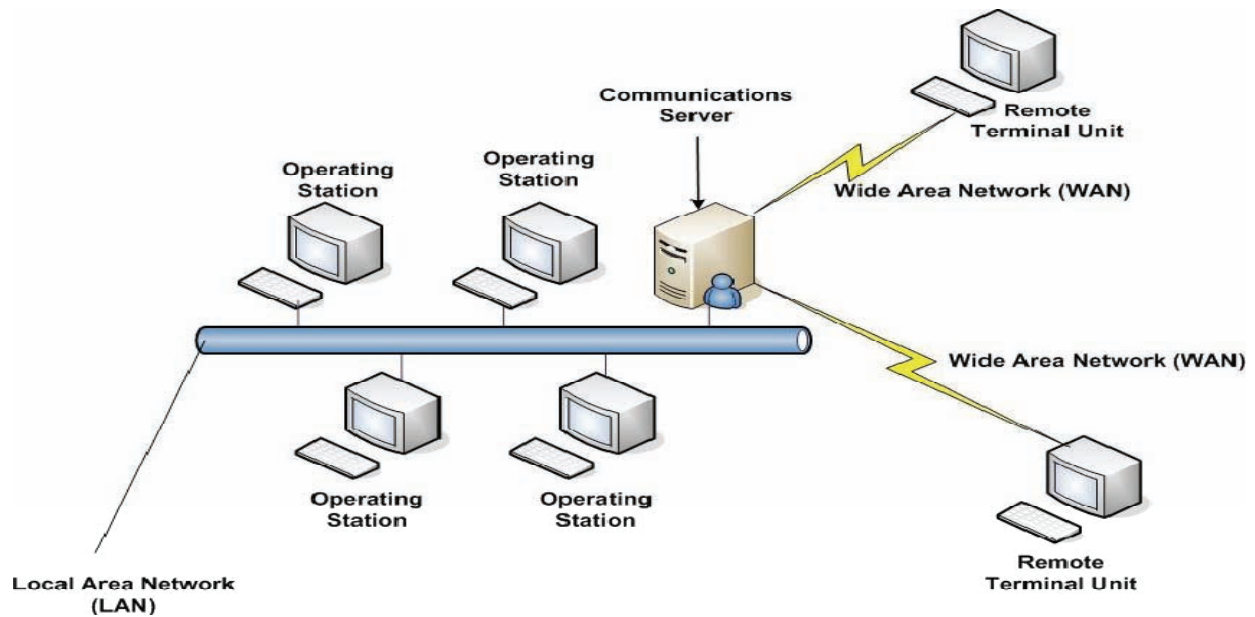 Communications
Server
Remote
Terminal Unit
Operating
Station
Operating
Station
Wide Area Network (WAN)
Wide Area Network (WAN)
Operating
Station
Operating
Station
Remote
Terminal Unit
Local Area Network
(LAN)